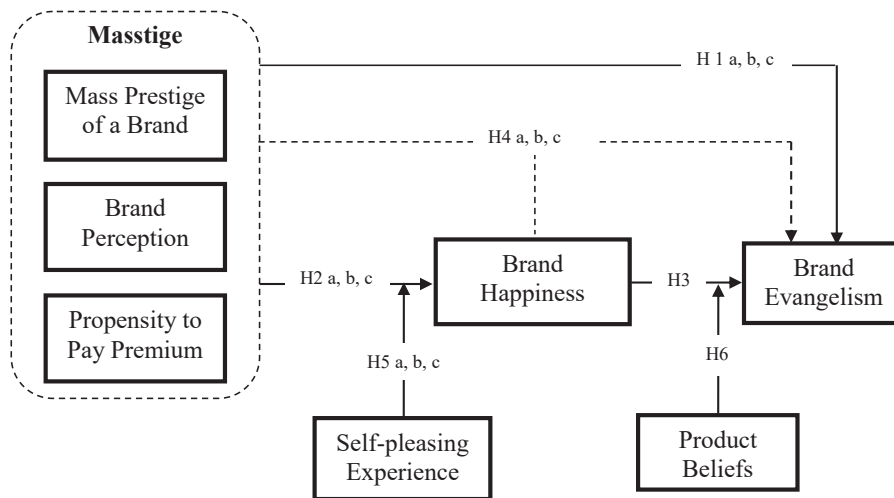 Masstige
H 1 a, b, c
Mass Prestige
of a Brand
H4 a, b, c
Brand
Perception
H2 a, b, c
Brand
Happiness
H3
Brand
Evangelism
Propensity to
Pay Premium
H5 a, b, c
H6
Self-pleasing
Experience
Product
Beliefs